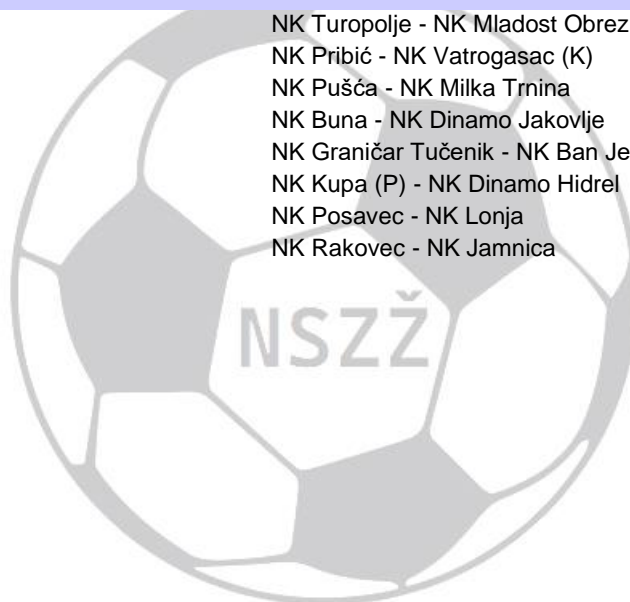 NK Turopolje - NK Mladost Obrez
NK Pribić - NK Vatrogasac (K)
NK Pušća - NK Milka Trnina
NK Buna - NK Dinamo Jakovlje
NK Graničar Tučenik - NK Ban Je
NK Kupa (P) - NK Dinamo Hidrel
NK Posavec - NK Lonja
NK Rakovec - NK Jamnica
NSZŽ